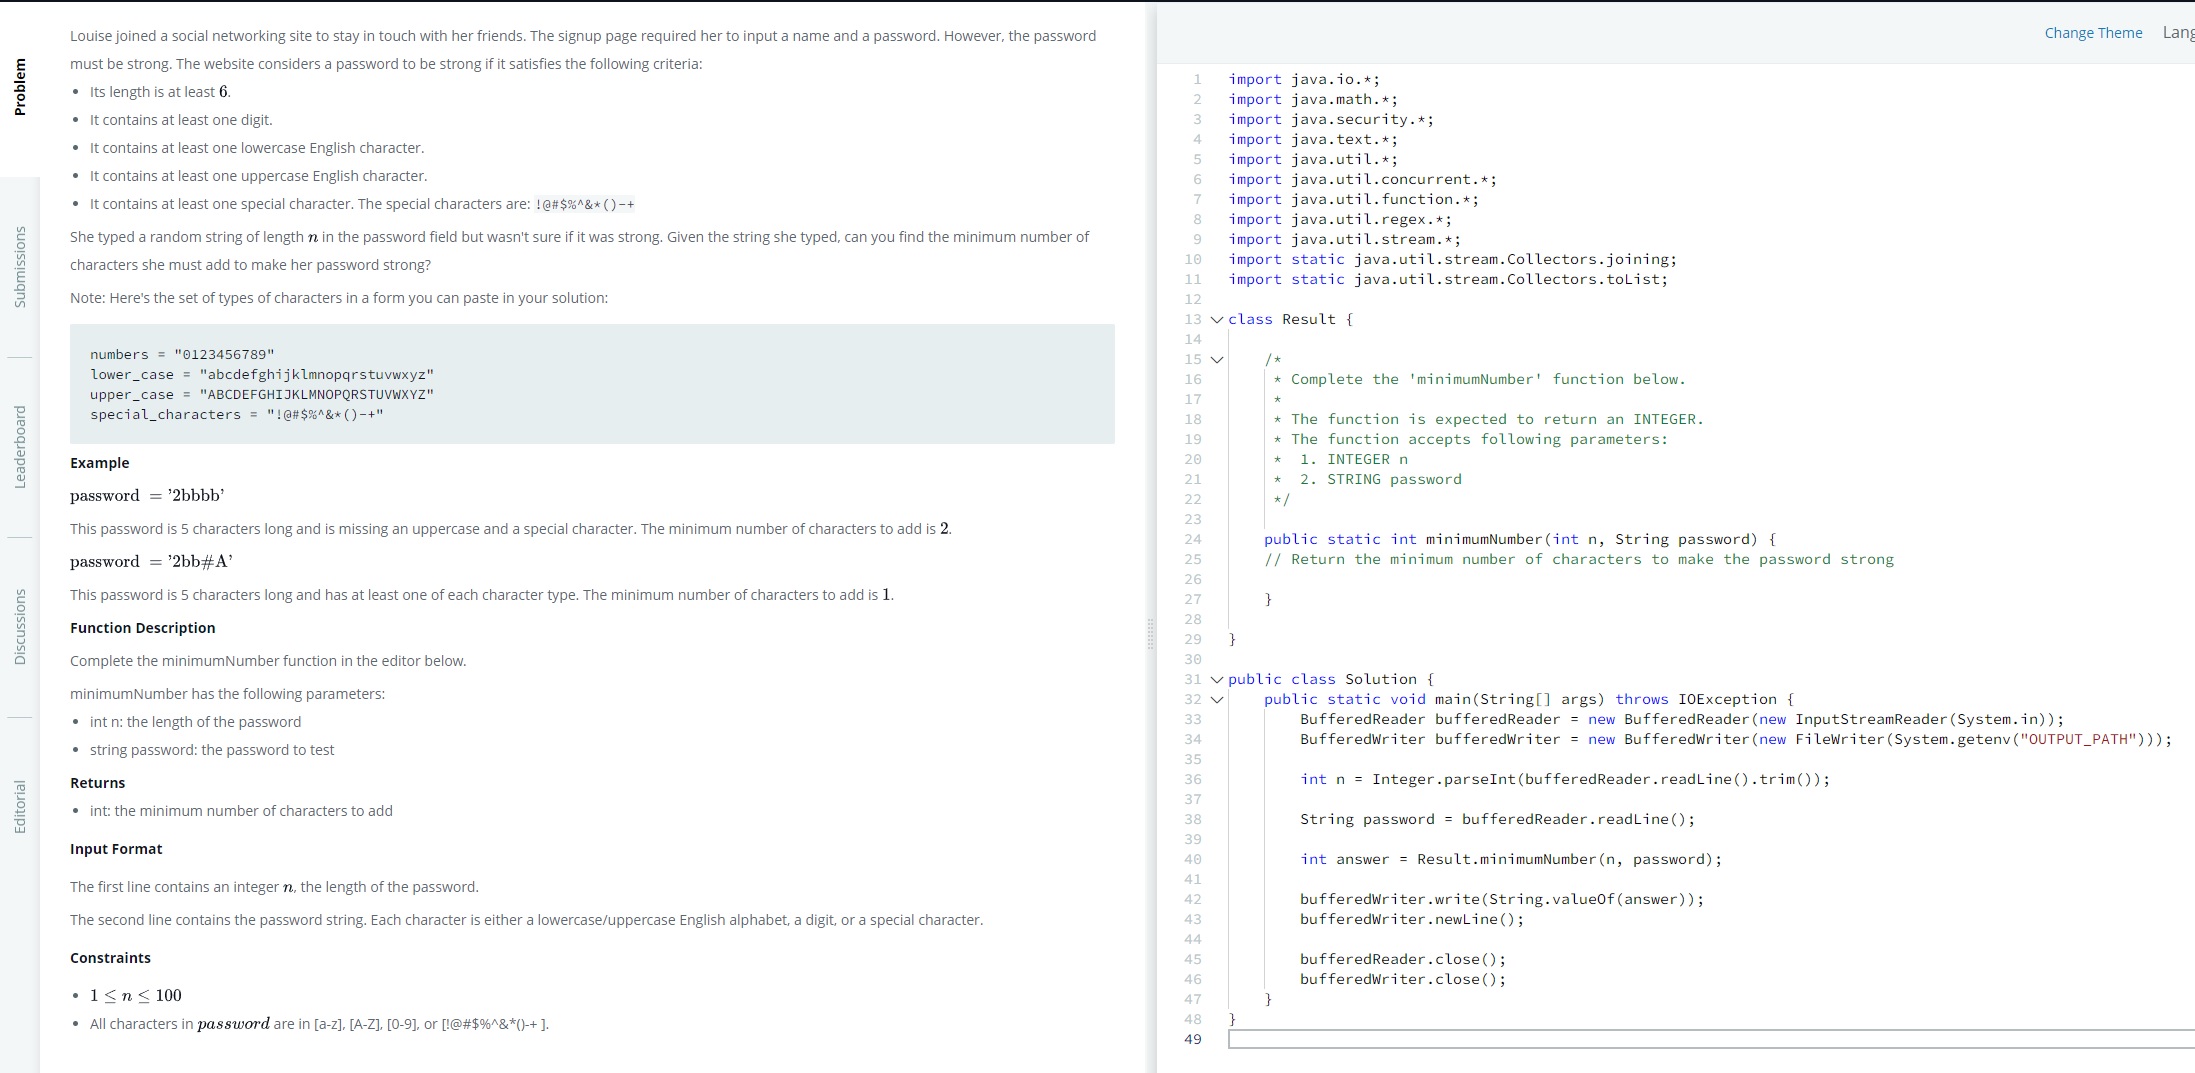 Problem
Submissions
Leaderboard
Discussions
Editorial
Louise joined a social networking site to stay in touch with her friends. The signup page required her to input a name and a password. However, the password
must be strong. The website considers a password to be strong if it satisfies the following criteria:
• Its length is at least 6.
• It contains at least one digit.
• It contains at least one lowercase English character.
• It contains at least one uppercase English character.
• It contains at least one special character. The special characters are: !@#$%^&*()-+
She typed a random string of length n in the password field but wasn't sure if it was strong. Given the string she typed, can you find the minimum number of
characters she must add to make her password strong?
Note: Here's the set of types of characters in a form you can paste in your solution:
numbers = "0123456789"
lower_case = "abcdefghijklmnopqrstuvwxyz"
upper_case = "ABCDEFGHIJKLMNOPQRSTUVWXYZ"
special_characters = "!@#$%^&*()-+"
Example
password = '2bbbb'
This password is 5 characters long and is missing an uppercase and a special character. The minimum number of characters to add is 2.
password = '2bb#A'
This password is 5 characters long and has at least one of each character type. The minimum number of characters to add is 1.
Function Description
Complete the minimumNumber function in the editor below.
minimumNumber has the following parameters:
• int n: the length of the password
• string password: the password to test
Returns
• int: the minimum number of characters to add
Input Format
The first line contains an integer n, the length of the password.
The second line contains the password string. Each character is either a lowercase/uppercase English alphabet, a digit, or a special character.
Constraints
• 1 ≤ n ≤ 100
• All characters in password are in [a-z], [A-Z], [0-9], or [!@#$%^&*()-+ ].
Change Theme Lang
1 import java.io.*;
2 import java.math.*;
3 import java.security.*;
4 import java.text.*;
5 import java.util.*;
6 import java.util.concurrent.*;
7 import java.util.function.*;
8 import java.util.regex.*;
9 import java.util.stream.*;
10 import static java.util.stream.Collectors.joining;
11 import static java.util.stream.Collectors.toList;
12
13 class Result {
14
15     /*
16      * Complete the 'minimumNumber' function below.
17      *
18      * The function is expected to return an INTEGER.
19      * The function accepts following parameters:
20      *  1. INTEGER n
21      *  2. STRING password
22      */
23
24     public static int minimumNumber(int n, String password) {
25     // Return the minimum number of characters to make the password strong
26
27     }
28
29 }
30
31 public class Solution {
32     public static void main(String[] args) throws IOException {
33         BufferedReader bufferedReader = new BufferedReader(new InputStreamReader(System.in));
34         BufferedWriter bufferedWriter = new BufferedWriter(new FileWriter(System.getenv("OUTPUT_PATH")));
35
36         int n = Integer.parseInt(bufferedReader.readLine().trim());
37
38         String password = bufferedReader.readLine();
39
40         int answer = Result.minimumNumber(n, password);
41
42         bufferedWriter.write(String.valueOf(answer));
43         bufferedWriter.newLine();
44
45         bufferedReader.close();
46         bufferedWriter.close();
47     }
48 }
49